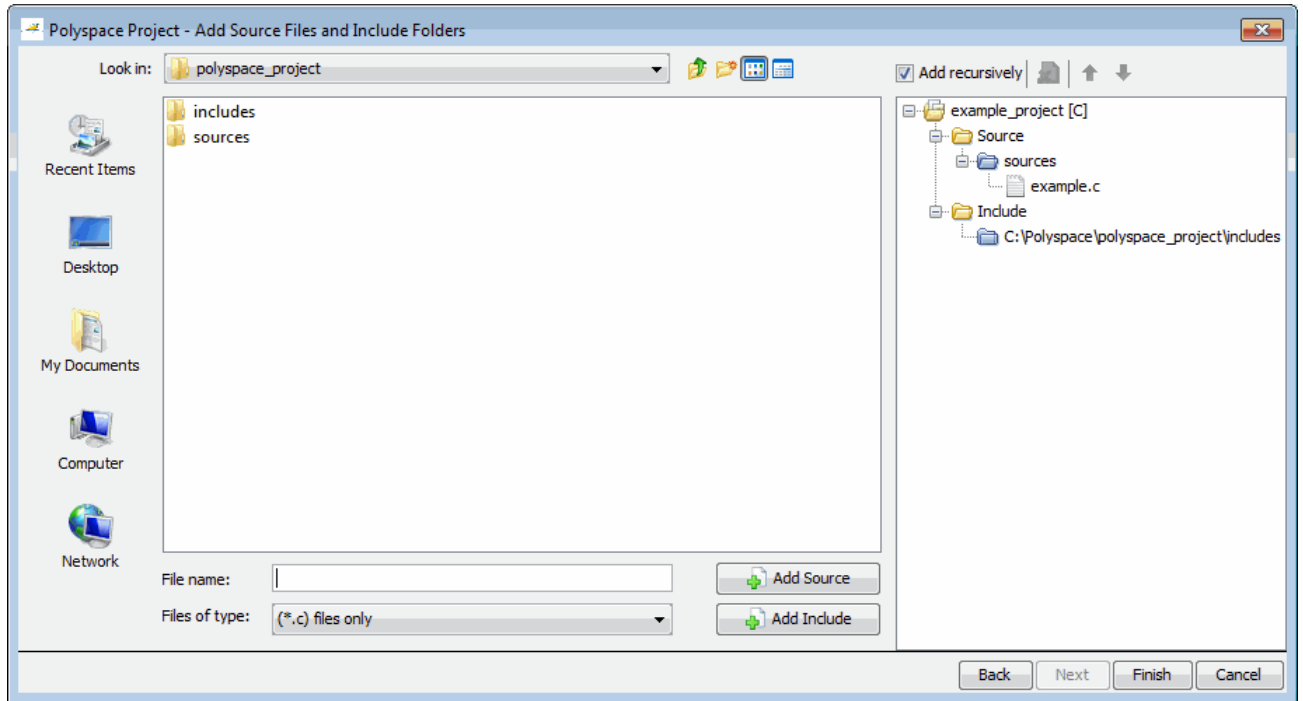 Polyspace Project - Add Source Files and Include Folders
Look in:
polyspace_project
Add recursively
includes
sources
Recent Items
Desktop
My Documents
Computer
Network
example_project [C]
Source
sources
example.c
Include
C:\Polyspace\polyspace_project\includes
File name:
Add Source
Files of type:
(*.c) files only
Add Include
Back
Next
Finish
Cancel